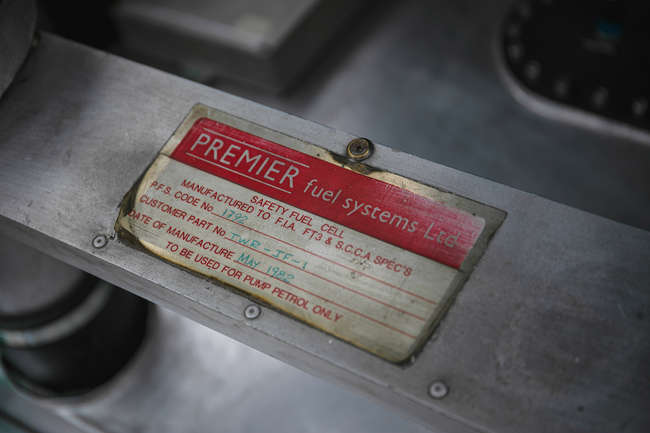 PREMIER fuel systems Ltd
SAFETY FUEL CELL
MANUFACTURED TO F.I.A. FT3 & S.C.C.A SPEC'S
P.F.S. CODE No 1792
CUSTOMER PART No TWR-JF-1
DATE OF MANUFACTURE MAY 1982
TO BE USED FOR PUMP PETROL ONLY